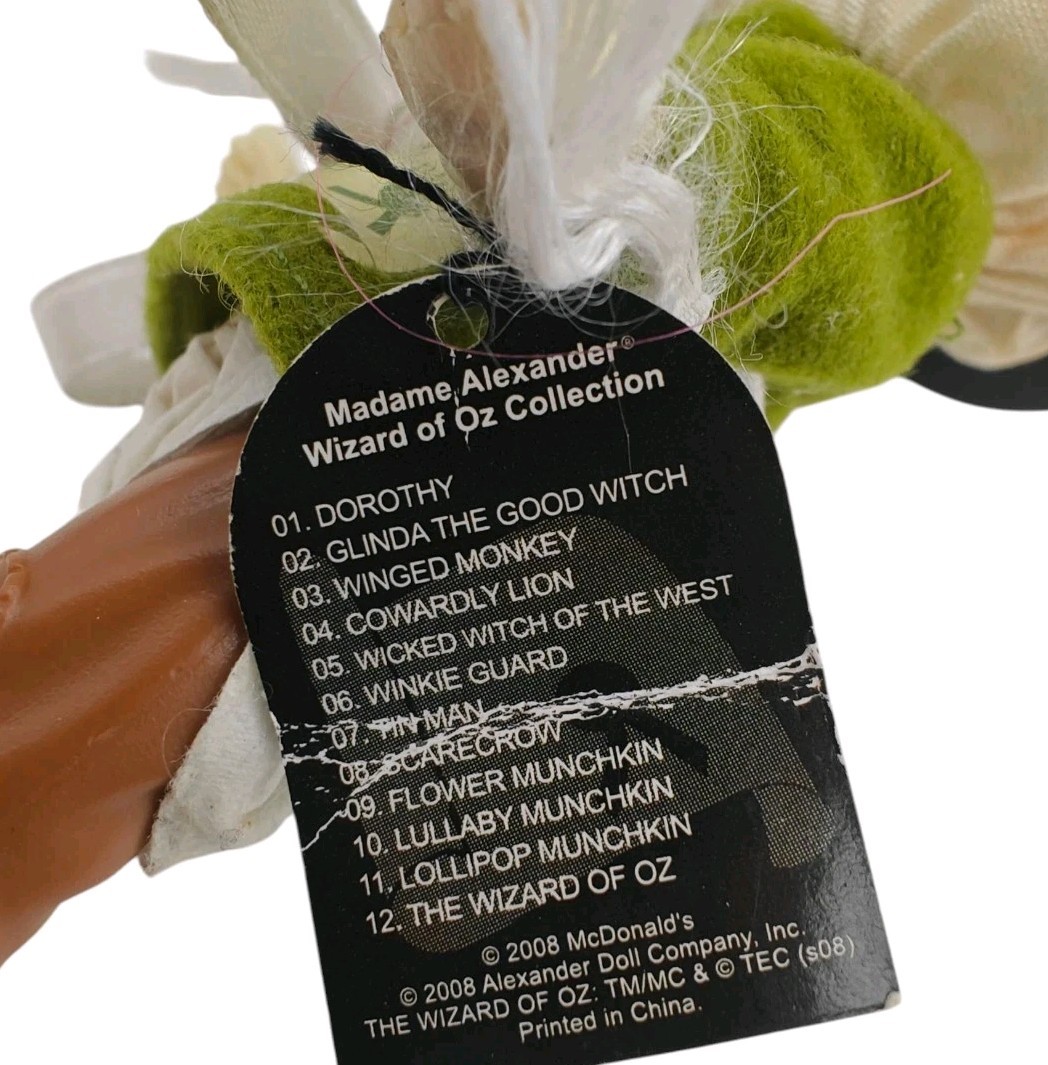 Madame Alexander®
Wizard of Oz Collection
01. DOROTHY
02. GLINDA THE GOOD WITCH
03. WINGED MONKEY
04. COWARDLY LION
05. WICKED WITCH OF THE WEST
06. WINKIE GUARD
07. TIN MAN
08. SCARECROW
09. FLOWER MUNCHKIN
10. LULLABY MUNCHKIN
11. LOLLIPOP MUNCHKIN
12. THE WIZARD OF OZ
© 2008 McDonald's
© 2008 Alexander Doll Company, Inc.
THE WIZARD OF OZ: TM/MC & © TEC (s08)
Printed in China.